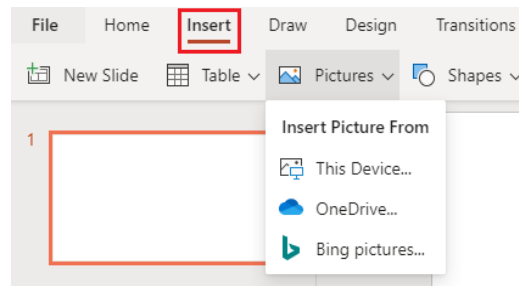 File Home Insert Draw Design Transitions
New Slide Table Pictures Shapes
Insert Picture From
1
This Device...
OneDrive...
Bing pictures...